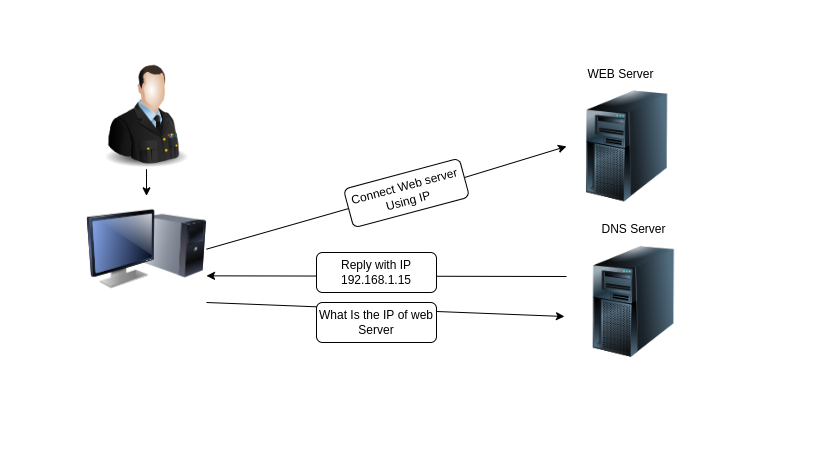 WEB Server
Connect Web server
Using IP
DNS Server
Reply with IP
192.168.1.15
What Is the IP of web
Server